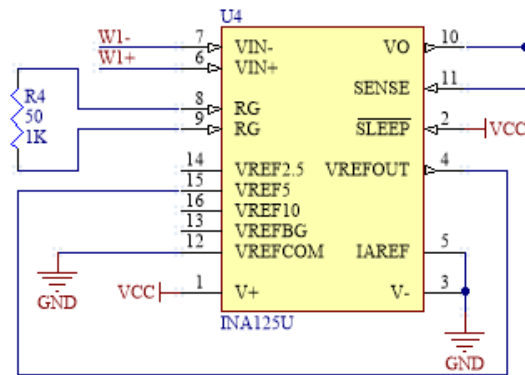 U4
W1- 7 VIN- VO 10
W1+ 6 VIN+
SENSE 11
R4 8 RG
50 9 RG SLEEP 2 VCC
1K
14 VREF2.5 VREFOUT 4
15 VREF5
16 VREF10
13 VREFBG
12 VREFCOM IAREF 5
GND
VCC 1 V+ V- 3
INA125U
GND